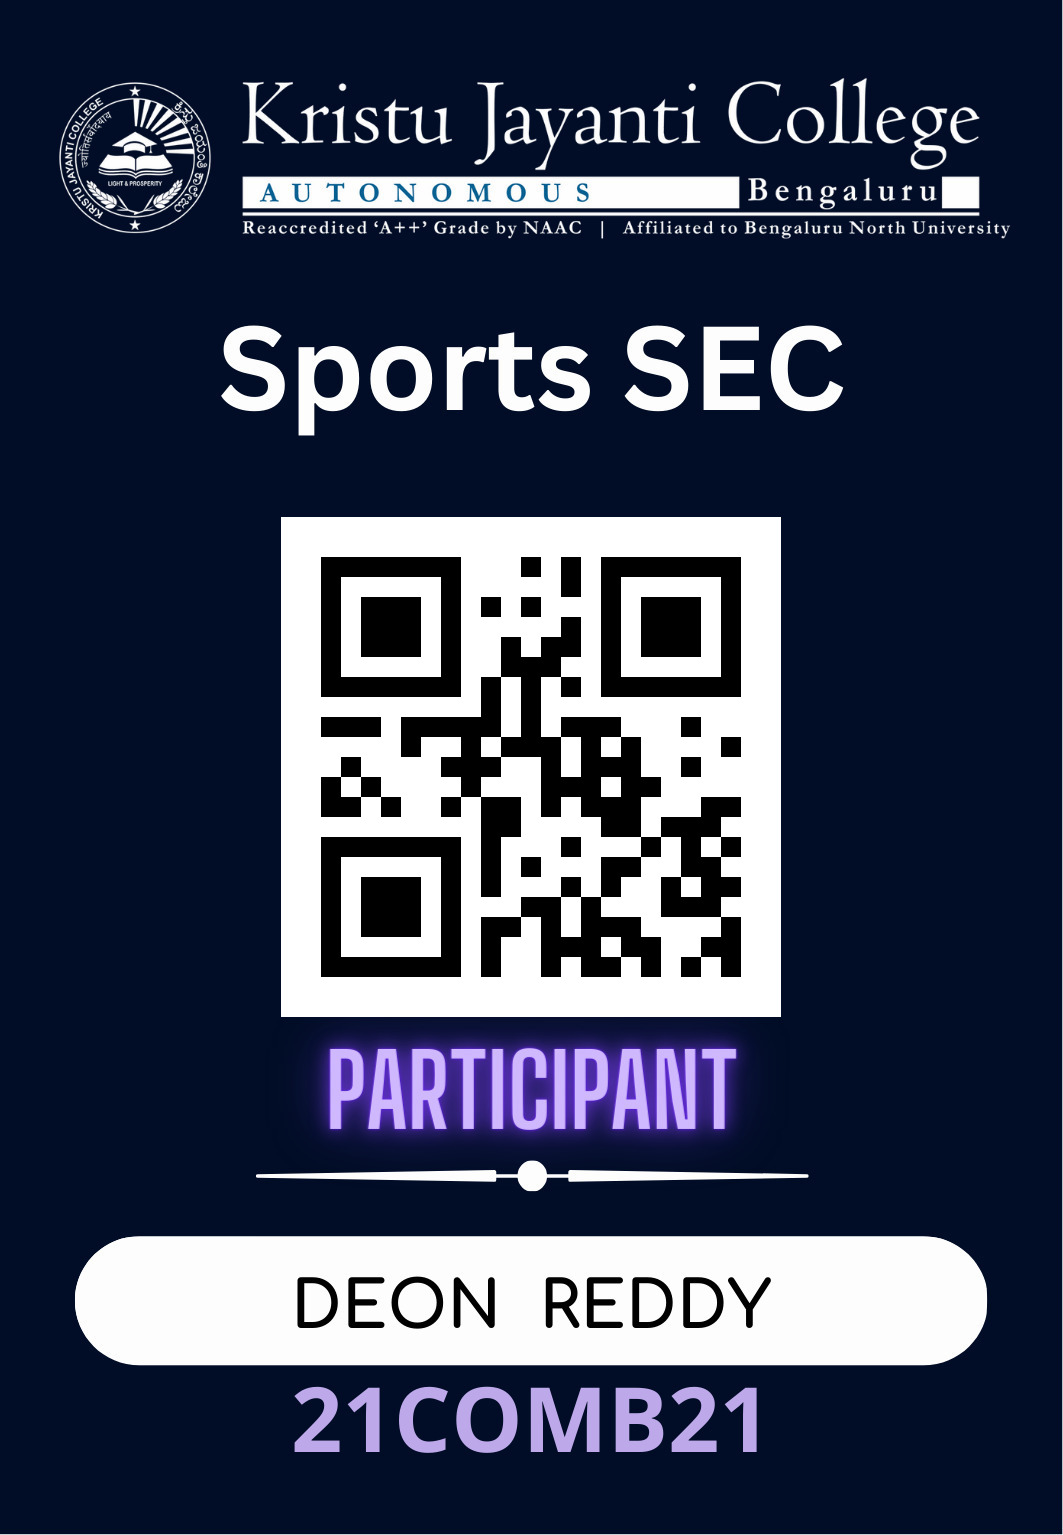 KRISTU JAYANTI COLLEGE
LIGHT & PROSPERITY
Kristu Jayanti College
AUTONOMOUS Bengaluru
Reaccredited ‘A++’ Grade by NAAC | Affiliated to Bengaluru North University
Sports SEC
PARTICIPANT
DEON REDDY
21COMB21